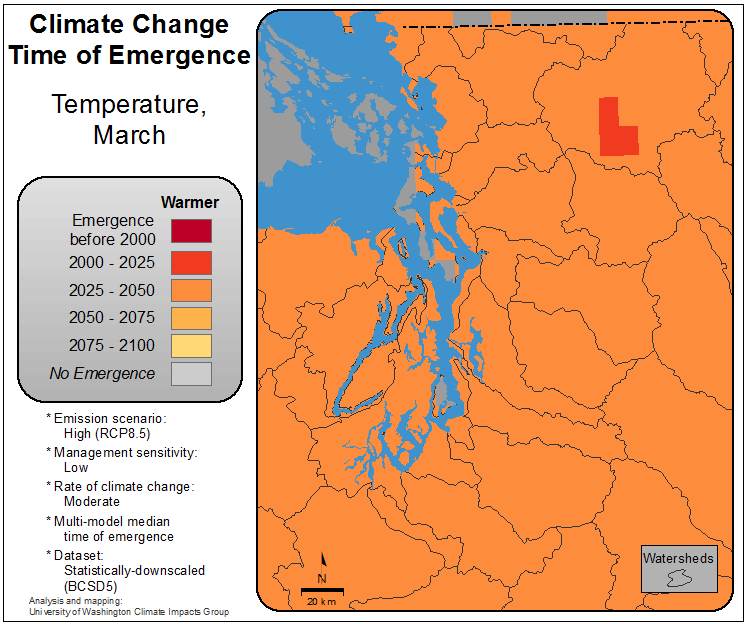 Climate Change
Time of Emergence
Temperature,
March
Warmer
Emergence
before 2000
2000 - 2025
2025 - 2050
2050 - 2075
2075 - 2100
No Emergence
* Emission scenario:
High (RCP8.5)
* Management sensitivity:
Low
* Rate of climate change:
Moderate
* Multi-model median
time of emergence
* Dataset:
Statistically-downscaled
(BCSD5)
Analysis and mapping:
University of Washington Climate Impacts Group
N
20 km
Watersheds